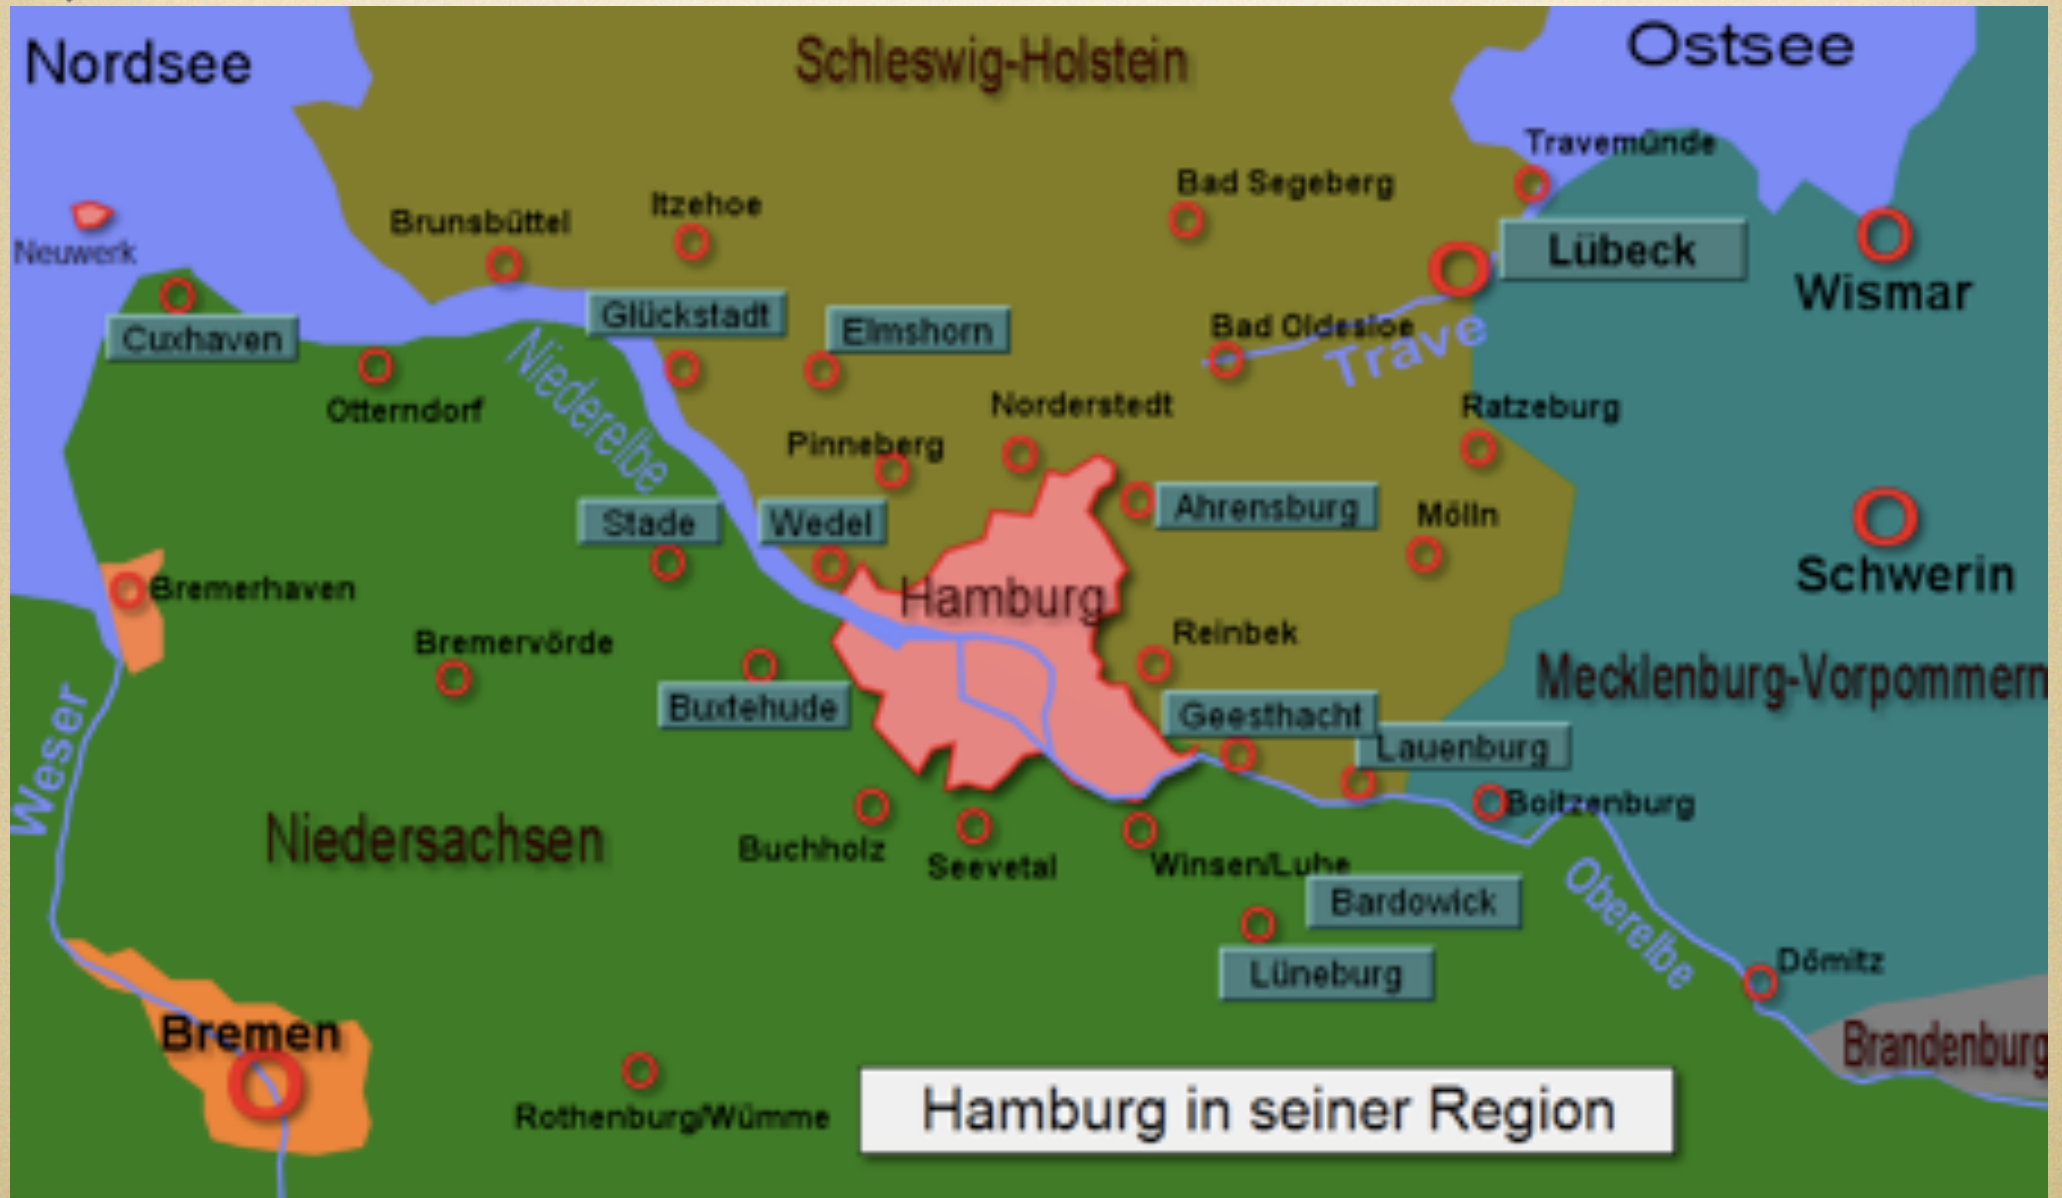 Nordsee
Schleswig-Holstein
Ostsee
Travemünde
Bad Segeberg
Itzehoe
Brunsbüttel
Neuwerk
Lübeck
Wismar
Glückstadt
Elmshorn
Cuxhaven
Bad Oldesloe
Trave
Niederelbe
Otterndorf
Norderstedt
Ratzeburg
Pinneberg
Stade
Wedel
Ahrensburg
Mölln
Schwerin
Bremerhaven
Hamburg
Reinbek
Bremervörde
Mecklenburg-Vorpommern
Buxtehude
Geesthacht
Lauenburg
Weser
Boitzenburg
Niedersachsen
Buchholz
Seevetal
Winsen/Luhe
Bardowick
Oberelbe
Lüneburg
Dömitz
Bremen
Brandenburg
Rothenburg/Wümme
Hamburg in seiner Region